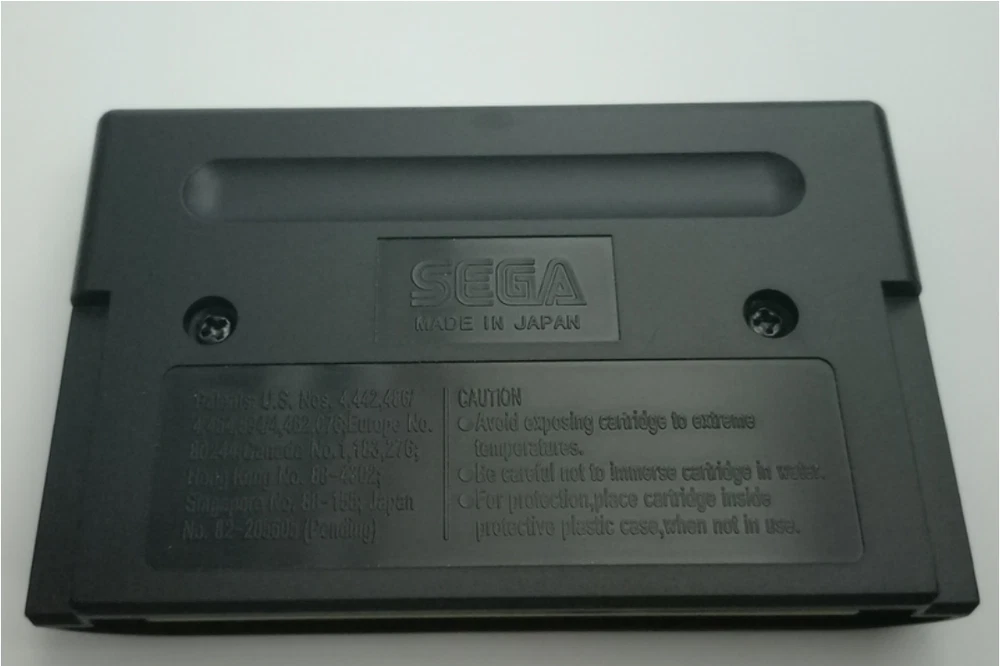 SEGA
MADE IN JAPAN
Patents: U.S. Nos. 4,442,486/
4,454,594/4,462,076;Europe No.
80244;Canada No.1,183,276;
Hong Kong No. 88-4302;
Singapore No. 88-155; Japan
No. 82-205605 (Pending)
CAUTION
●Avoid exposing cartridge to extreme
temperatures.
●Be careful not to immerse cartridge in water.
●For protection,place cartridge inside
protective plastic case,when not in use.